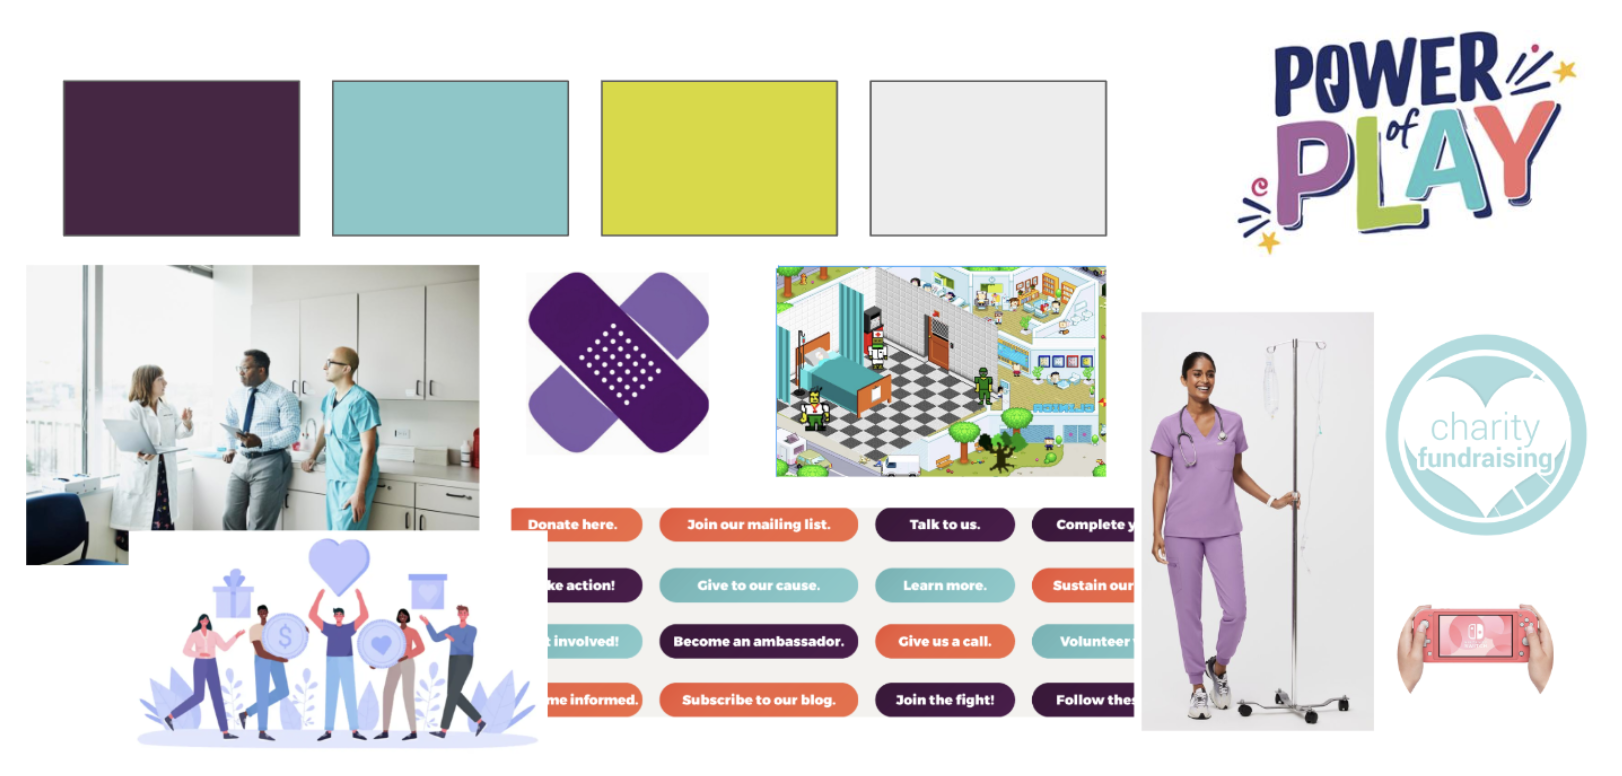 POWER
of
PLAY
charity
fundraising
Donate here.
Join our mailing list.
Talk to us.
Complete y
ke action!
Give to our cause.
Learn more.
Sustain our
t involved!
Become an ambassador.
Give us a call.
Volunteer
me informed.
Subscribe to our blog.
Join the fight!
Follow thes
$